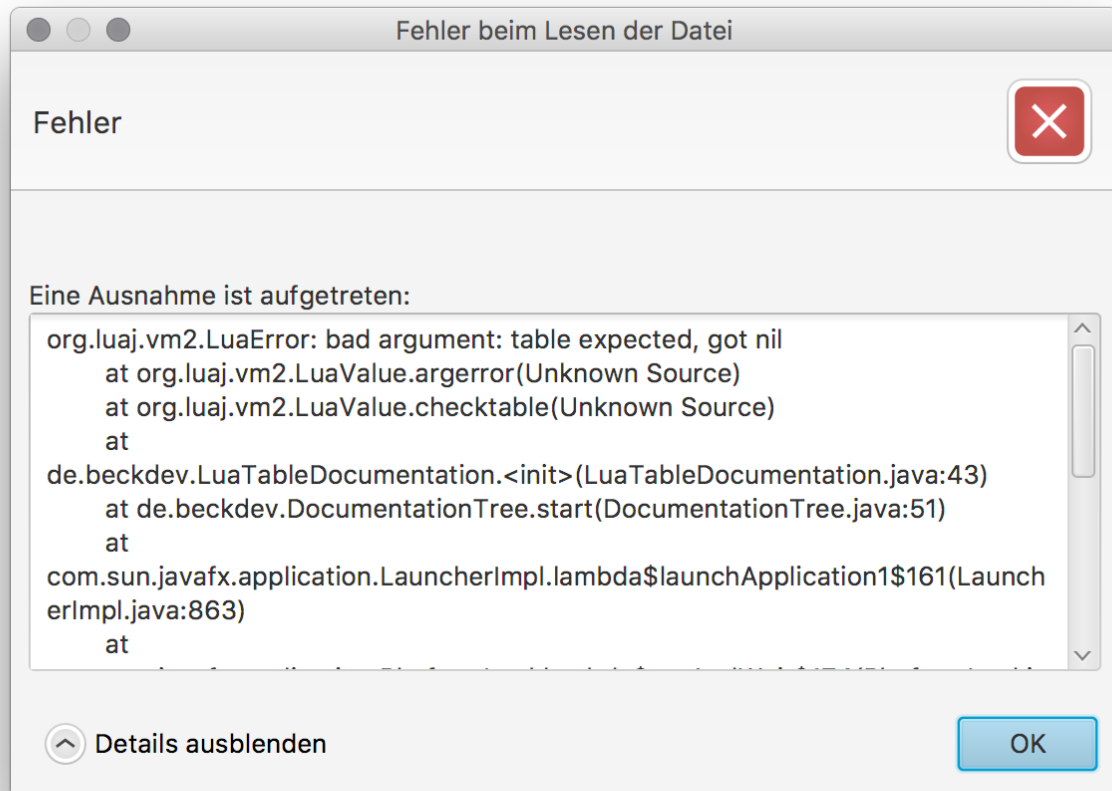 Fehler beim Lesen der Datei
Fehler
Eine Ausnahme ist aufgetreten:
org.luaj.vm2.LuaError: bad argument: table expected, got nil
at org.luaj.vm2.LuaValue.argerror(Unknown Source)
at org.luaj.vm2.LuaValue.checktable(Unknown Source)
at
de.beckdev.LuaTableDocumentation.<init>(LuaTableDocumentation.java:43)
at de.beckdev.DocumentationTree.start(DocumentationTree.java:51)
at
com.sun.javafx.application.LauncherImpl.lambda$launchApplication1$161(Launch
erImpl.java:863)
at
Details ausblenden
OK